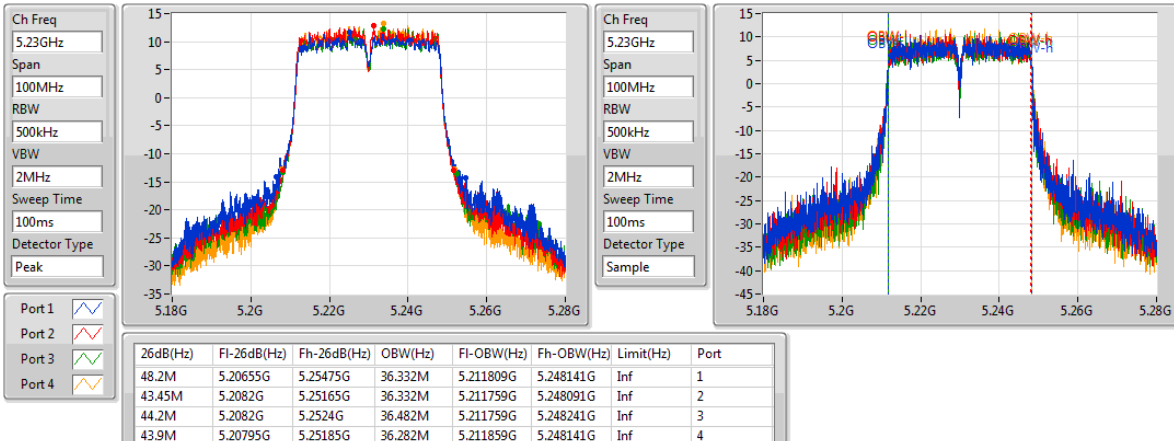 Ch Freq
5.23GHz
Span
100MHz
RBW
500kHz
VBW
2MHz
Sweep Time
100ms
Detector Type
Peak
Port 1
Port 2
Port 3
Port 4
15
10
5
0
-5
-10
-15
-20
-25
-30
-35
5.18G 5.2G 5.22G 5.24G 5.26G 5.28G
Ch Freq
5.23GHz
Span
100MHz
RBW
500kHz
VBW
2MHz
Sweep Time
100ms
Detector Type
Sample
15
10
5
0
-5
-10
-15
-20
-25
-30
-35
-40
-45
5.18G 5.2G 5.22G 5.24G 5.26G 5.28G
26dB(Hz) Fl-26dB(Hz) Fh-26dB(Hz) OBW(Hz) Fl-OBW(Hz) Fh-OBW(Hz) Limit(Hz) Port
48.2M 5.20655G 5.25475G 36.332M 5.211809G 5.248141G Inf 1
43.45M 5.2082G 5.25165G 36.332M 5.211759G 5.248091G Inf 2
44.2M 5.2082G 5.2524G 36.482M 5.211759G 5.248241G Inf 3
43.9M 5.20795G 5.25185G 36.282M 5.211859G 5.248141G Inf 4